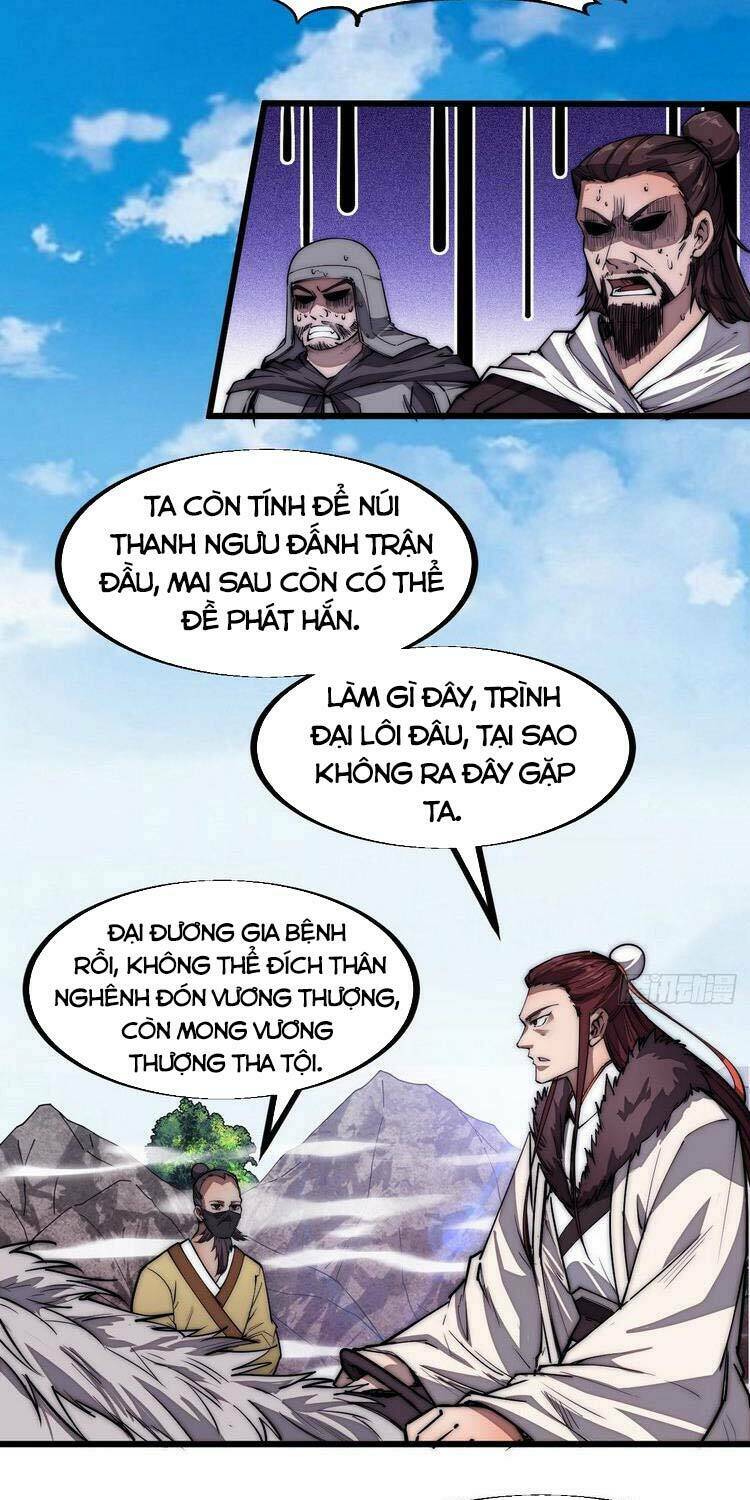 TA CÒN TÍNH ĐỂ NÚI
THANH NGƯU ĐẤNH TRẬN
ĐẦU, MAI SAU CÒN CÓ THỂ
ĐỀ PHÁT HẮN.
LÀM GÌ ĐÂY, TRÌNH
ĐẠI LÔI ĐÂU, TẠI SAO
KHÔNG RA ĐÂY GẶP
TA.
ĐẠI ĐƯƠNG GIA BỆNH
RỒI, KHÔNG THỂ ĐÍCH THÂN
NGHÊNH ĐÓN VƯƠNG THƯỢNG,
CÒN MONG VƯƠNG
THƯỢNG THA TỘI.